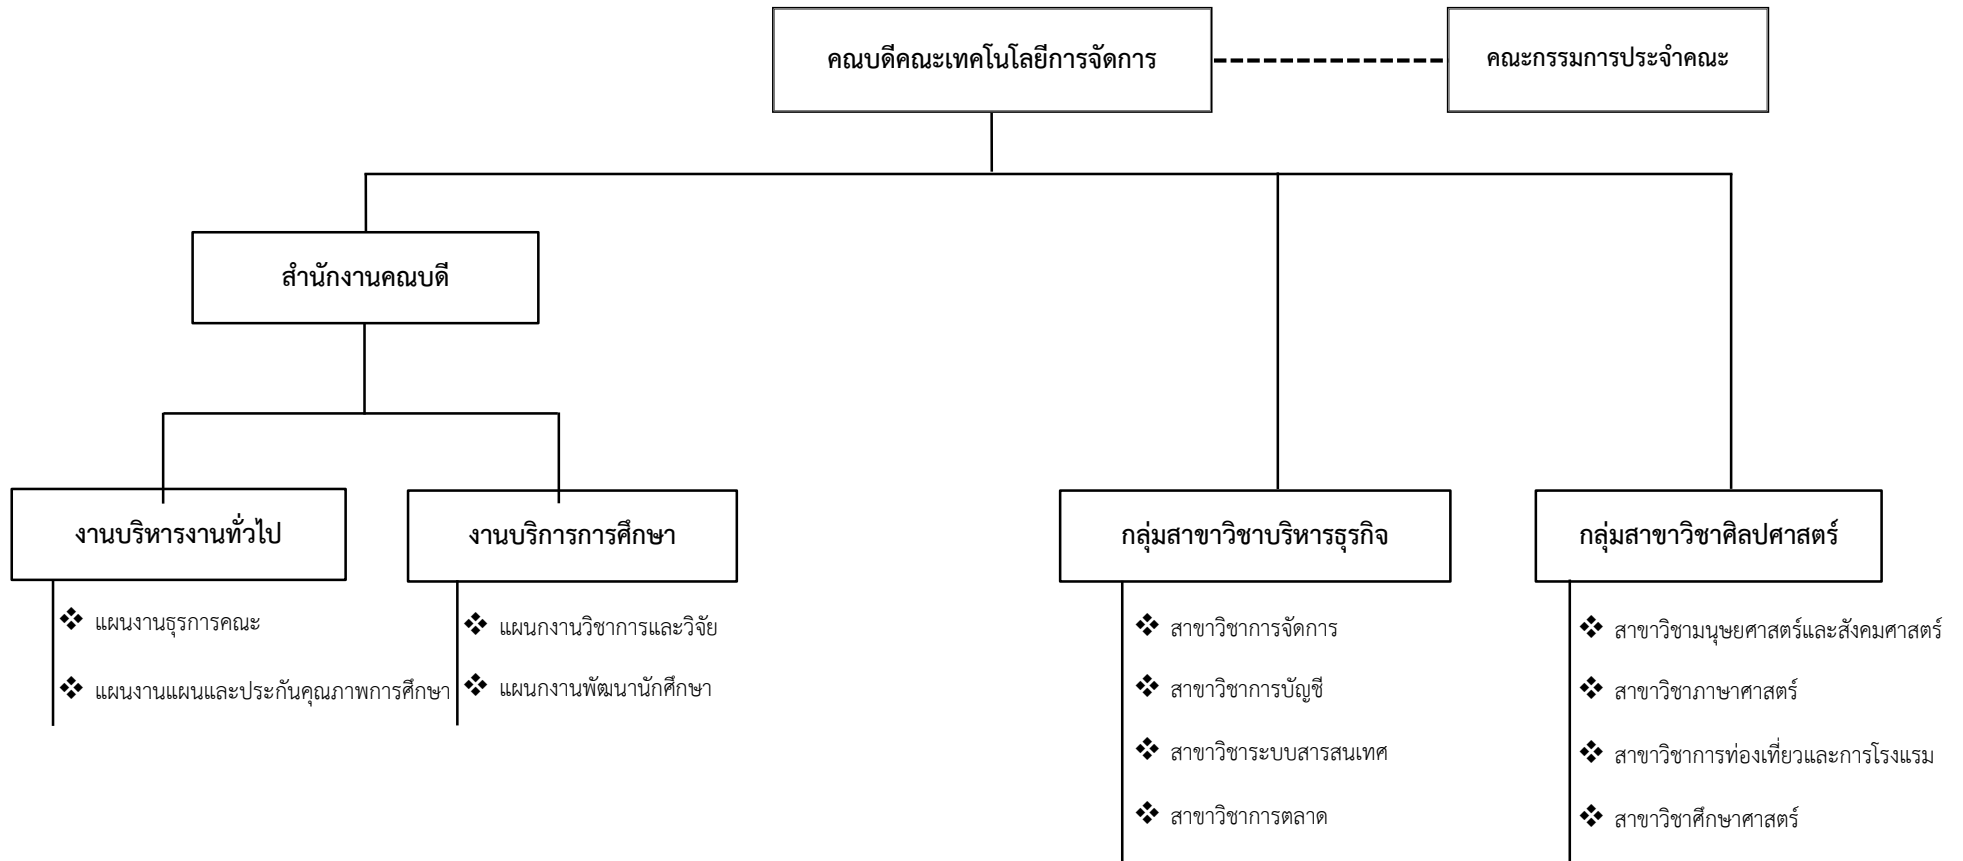 คณบดีคณะเทคโนโลยีการจัดการ
คณะกรรมการประจำคณะ
สำนักงานคณบดี
งานบริหารงานทั่วไป
❖ แผนงานธุรการคณะ
❖ แผนงานแผนและประกันคุณภาพการศึกษา
งานบริการการศึกษา
❖ แผนกงานวิชาการและวิจัย
❖ แผนกงานพัฒนานักศึกษา
กลุ่มสาขาวิชาบริหารธุรกิจ
❖ สาขาวิชาการจัดการ
❖ สาขาวิชาการบัญชี
❖ สาขาวิชาระบบสารสนเทศ
❖ สาขาวิชาการตลาด
กลุ่มสาขาวิชาศิลปศาสตร์
❖ สาขาวิชามนุษยศาสตร์และสังคมศาสตร์
❖ สาขาวิชาภาษาศาสตร์
❖ สาขาวิชาการท่องเที่ยวและการโรงแรม
❖ สาขาวิชาศึกษาศาสตร์